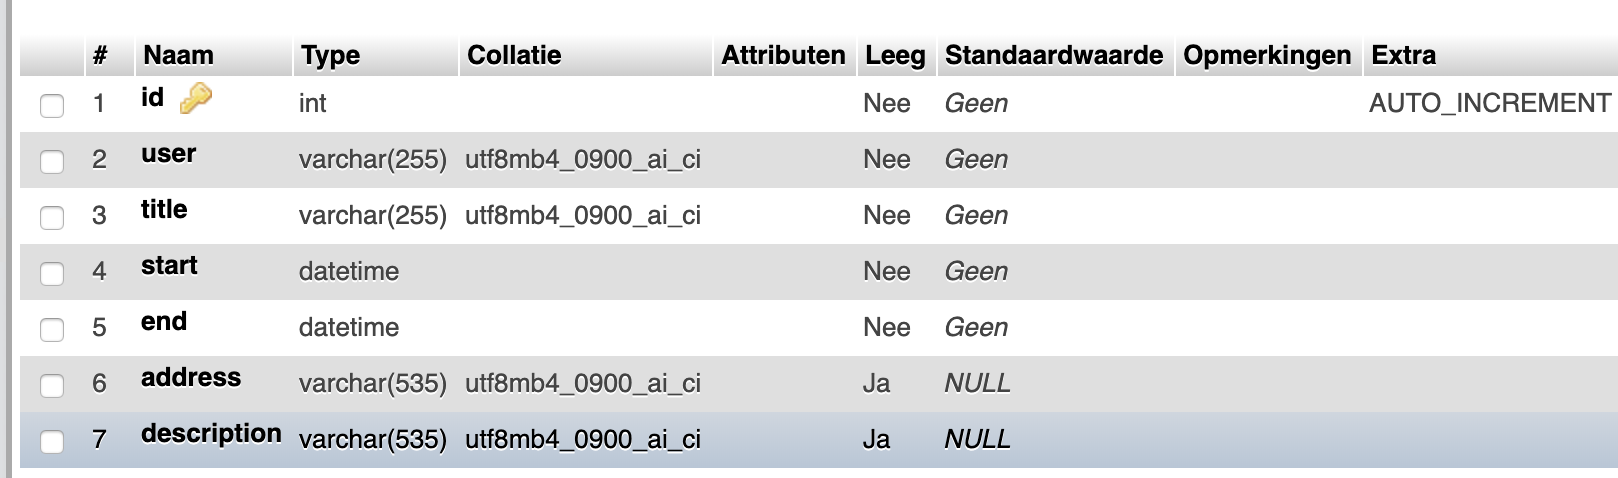 # Naam Type Collatie Attributen Leeg Standaardwaarde Opmerkingen Extra
1 id int Nee Geen AUTO_INCREMENT
2 user varchar(255) utf8mb4_0900_ai_ci Nee Geen
3 title varchar(255) utf8mb4_0900_ai_ci Nee Geen
4 start datetime Nee Geen
5 end datetime Nee Geen
6 address varchar(535) utf8mb4_0900_ai_ci Ja NULL
7 description varchar(535) utf8mb4_0900_ai_ci Ja NULL